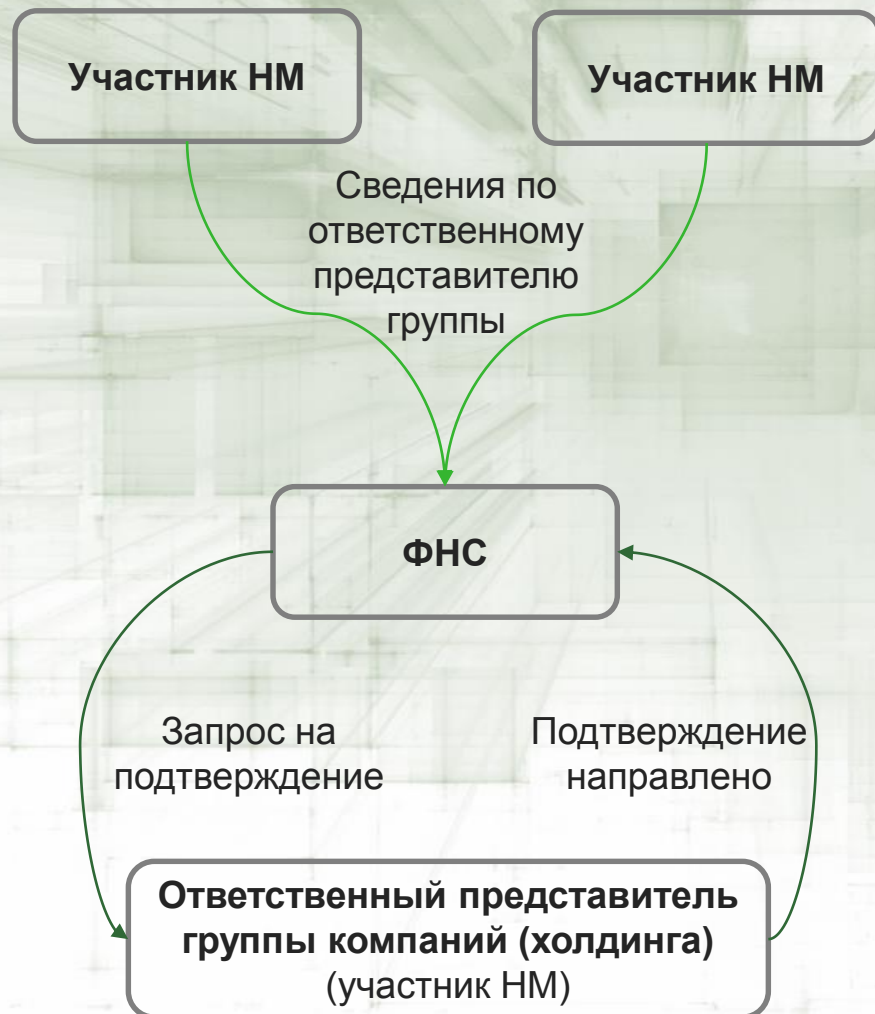 Участник НМ
Участник НМ
Сведения по
ответственному
представителю
группы
ФНС
Запрос на
подтверждение
Подтверждение
направлено
Ответственный представитель
группы компаний (холдинга)
(участник НМ)